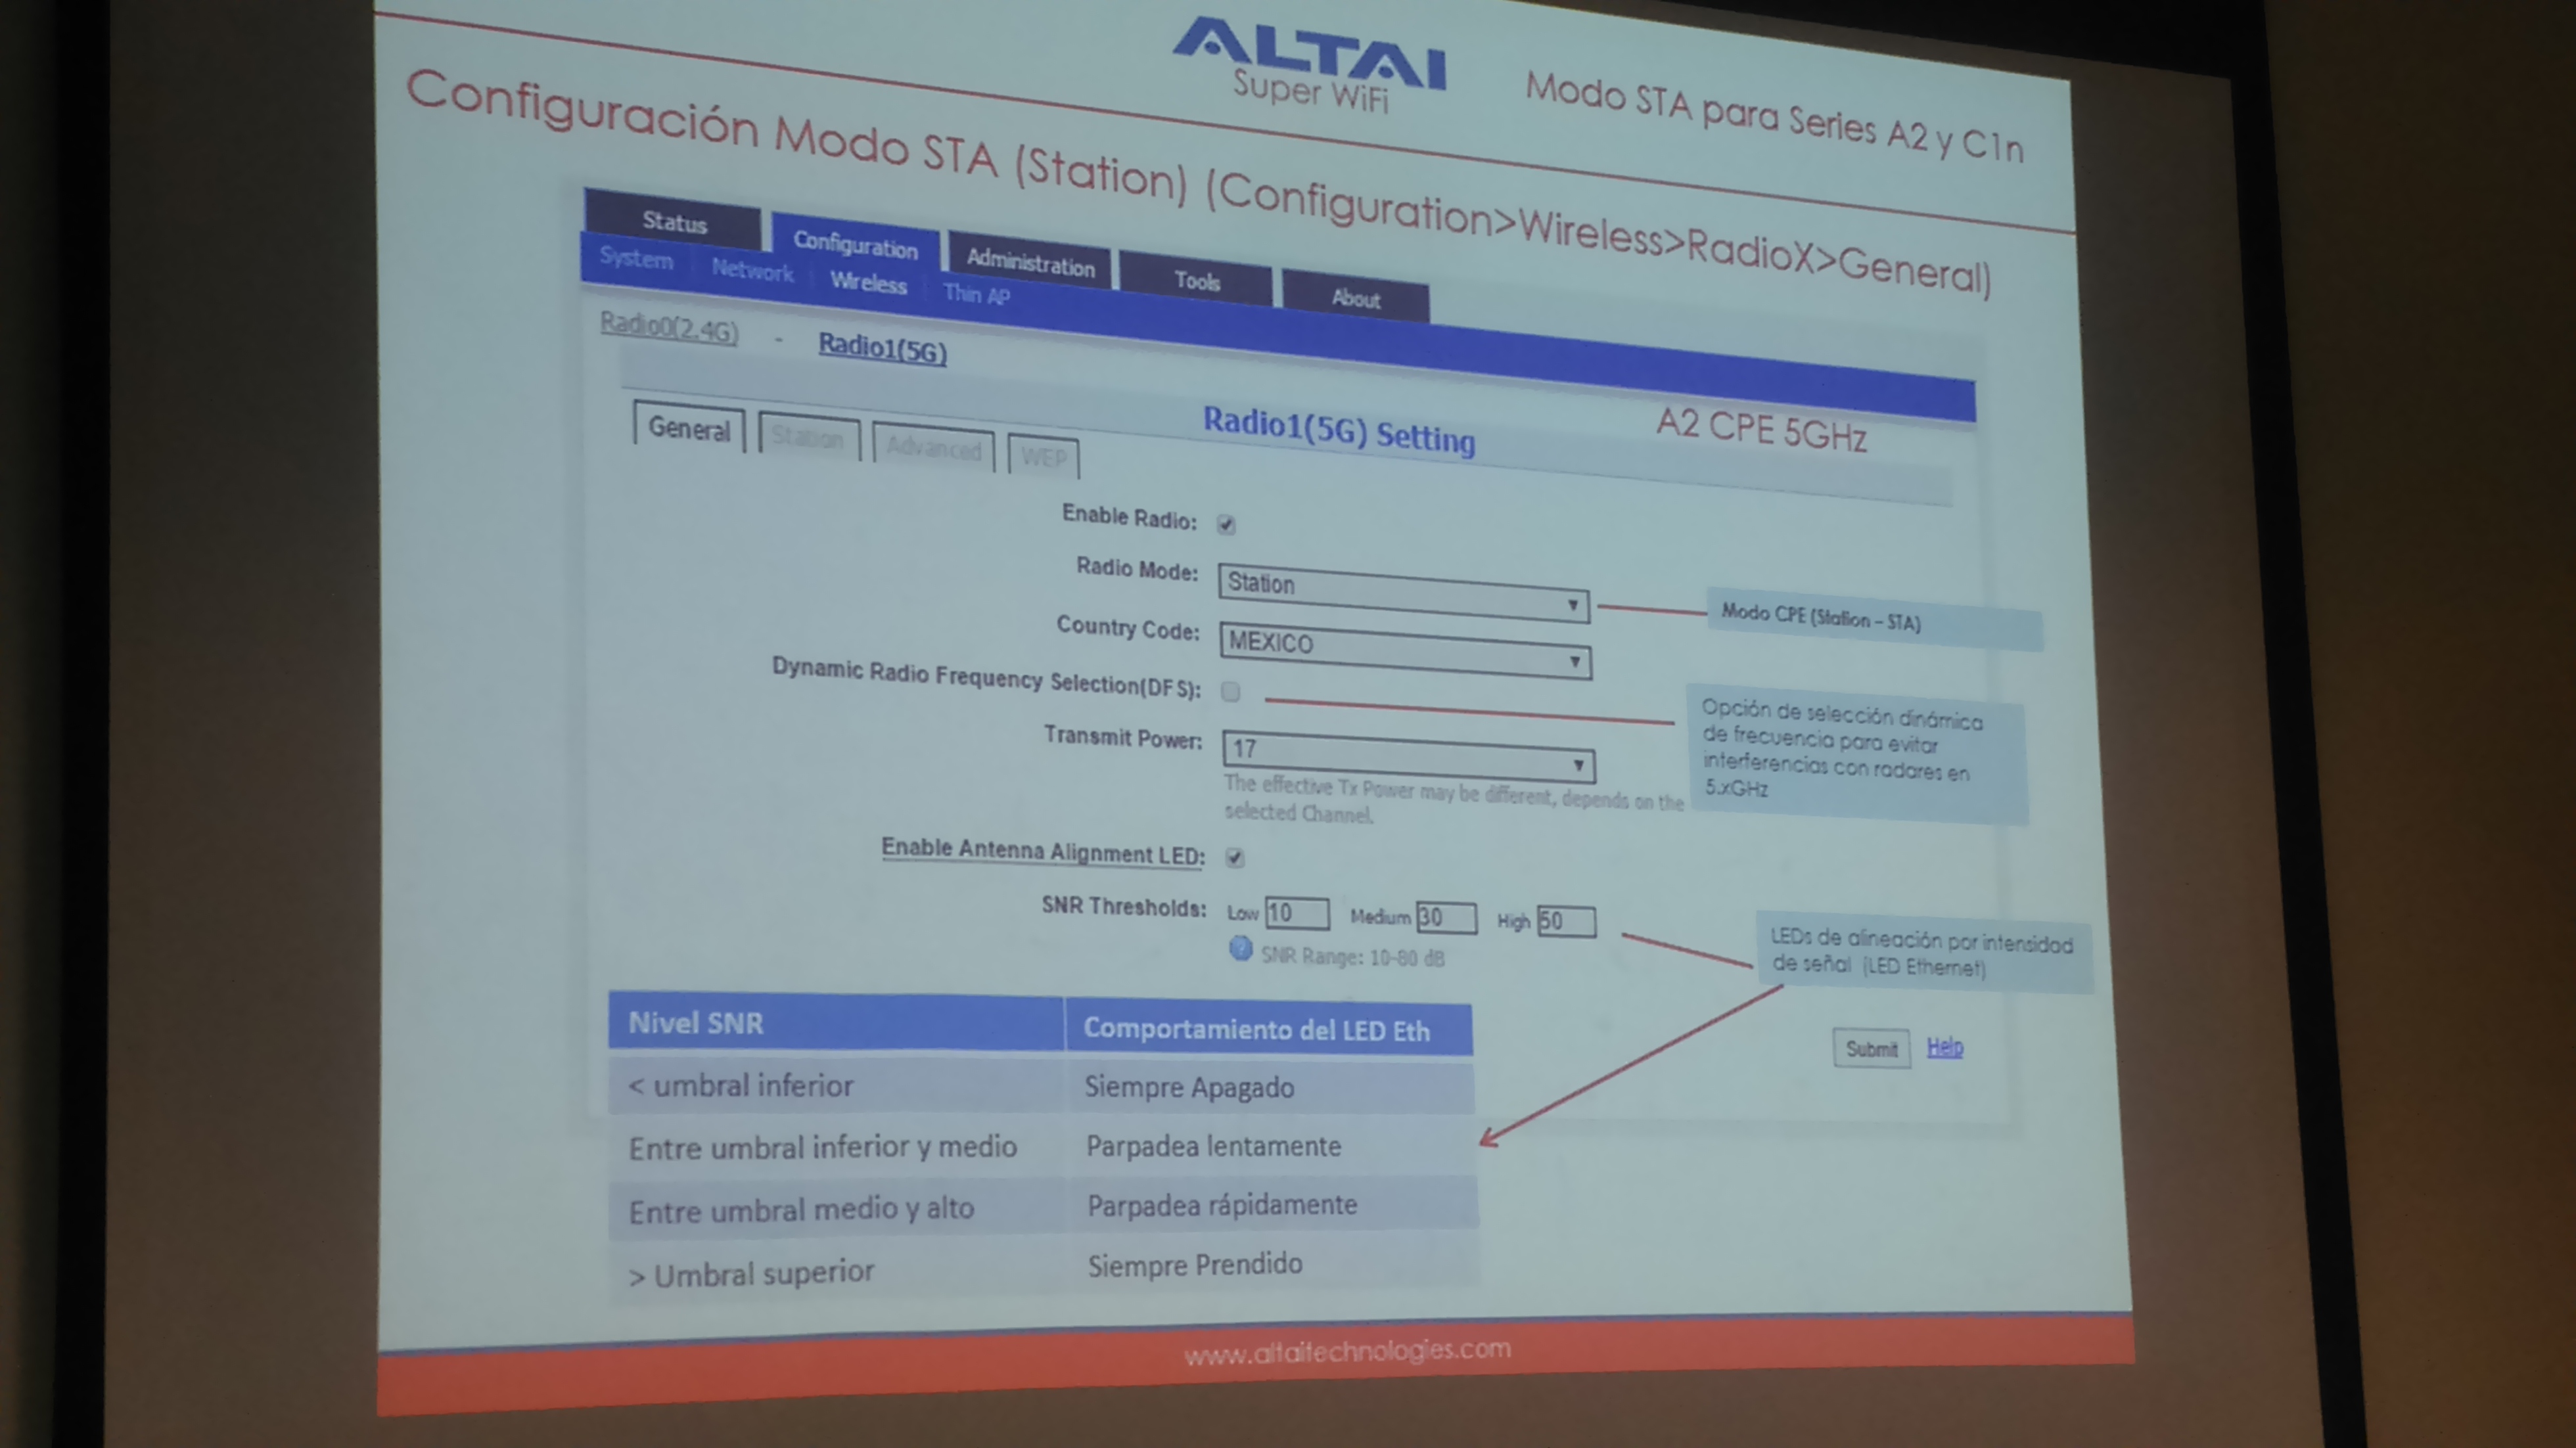 ALTAI
Super WiFi
Modo STA para Series A2 y C1n
Configuración Modo STA (Station) (Configuration>Wireless>RadioX>General)
Status Configuration Administration Tools About
System Network Wireless Thin AP
Radio0(2.4G) - Radio1(5G)
Radio1(5G) Setting
A2 CPE 5GHz
General Station Advanced WEP
Enable Radio:
Radio Mode: Station
Modo CPE (Station – STA)
Country Code: MEXICO
Dynamic Radio Frequency Selection(DFS):
Opción de selección dinámica
de frecuencia para evitar
interferencias con radares en
5.xGHz
Transmit Power: 17
The effective Tx Power may be different, depends on the
selected Channel.
Enable Antenna Alignment LED:
SNR Thresholds: Low 10 Medium 30 High 50
SNR Range: 10-80 dB
LEDs de alineación por intensidad
de señal (LED Ethernet)
Submit Help
Nivel SNR Comportamiento del LED Eth
< umbral inferior Siempre Apagado
Entre umbral inferior y medio Parpadea lentamente
Entre umbral medio y alto Parpadea rápidamente
> Umbral superior Siempre Prendido
www.altaitechnologies.com